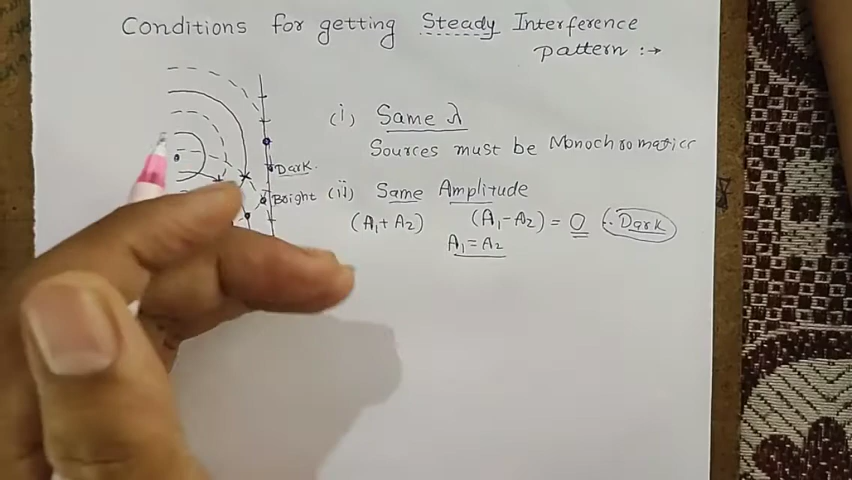 Conditions for getting Steady Interference
pattern :→
(i) Same λ
Sources must be Monochromatics
Dark.
Bright (ii) Same Amplitude
(A₁+A₂) (A₁-A₂) = 0 (∴ Dark
A₁=A₂